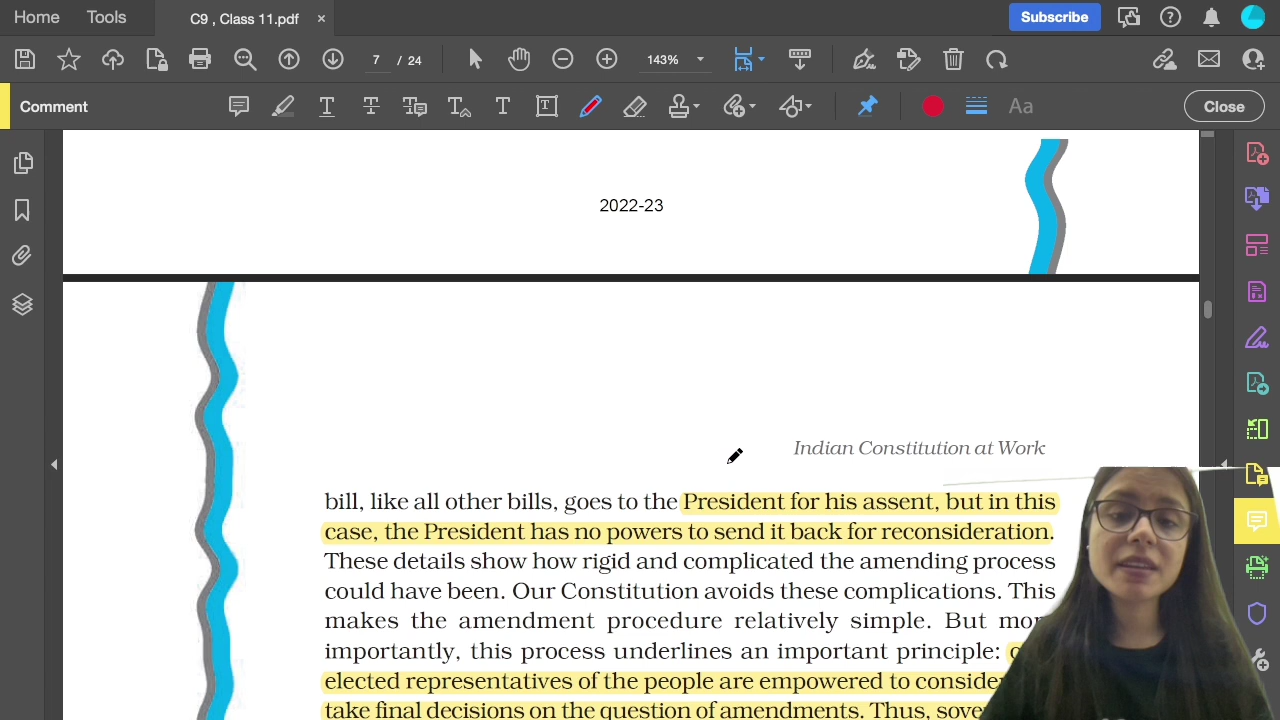 Home Tools C9 , Class 11.pdf × Subscribe
7 / 24 143%
Comment Aa Close
2022-23
Indian Constitution at Work
bill, like all other bills, goes to the President for his assent, but in this
case, the President has no powers to send it back for reconsideration.
These details show how rigid and complicated the amending process
could have been. Our Constitution avoids these complications. This
makes the amendment procedure relatively simple. But
importantly, this process underlines an important principle:
elected representatives of the people are empowered to
take final decisions on the question of amendments. Thus,